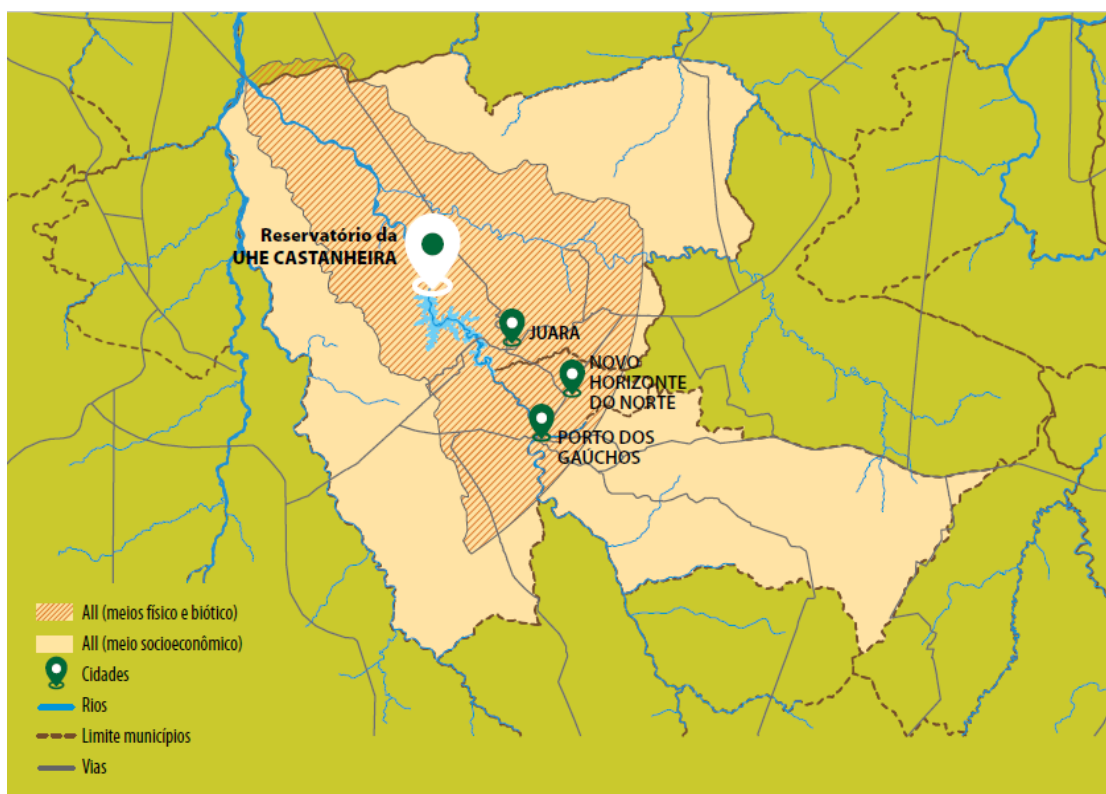 Reservatório da
UHE CASTANHEIRA
JUARA
NOVO
HORIZONTE
DO NORTE
PORTO DOS
GAÚCHOS
AII (meios físico e biótico)
AII (meio socioeconômico)
Cidades
Rios
Limite municípios
Vias